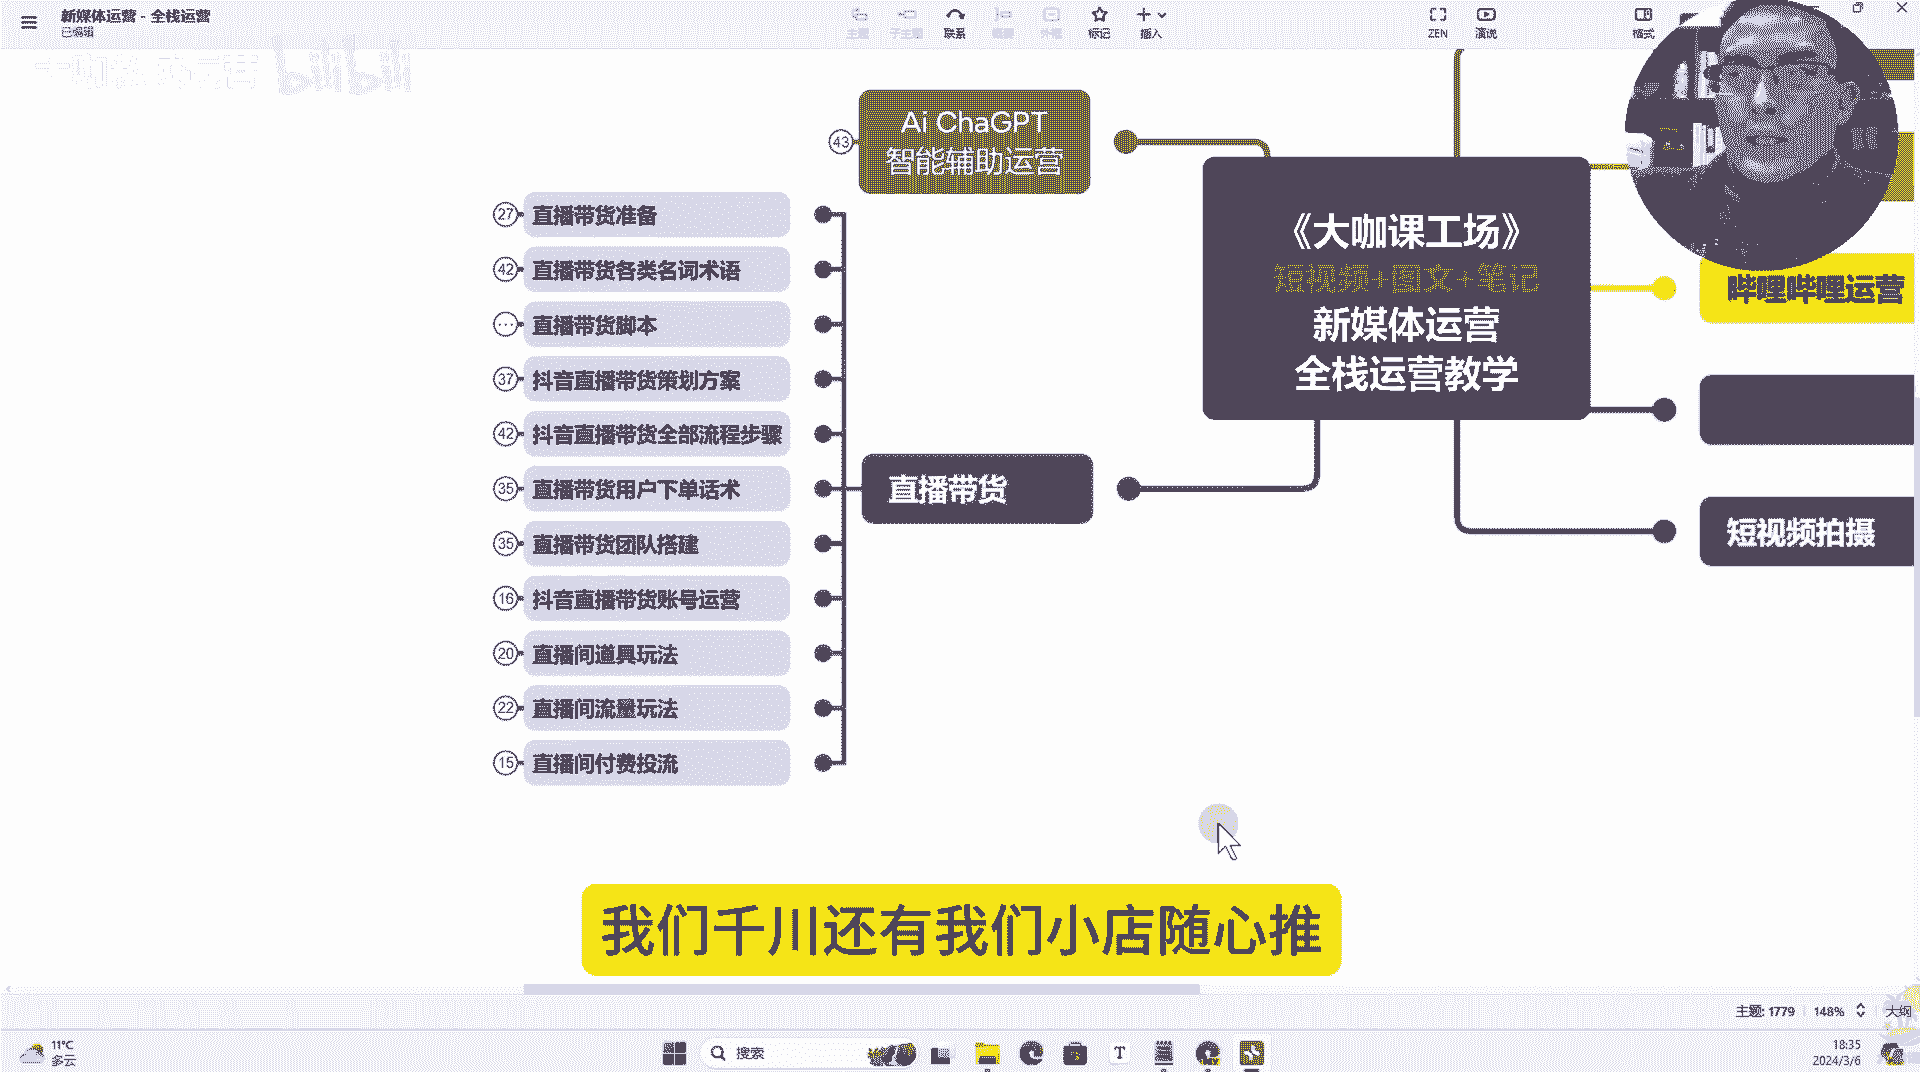 新媒体运营 - 全栈运营
已编辑
主题
子主题
联系
概要
外框
标记
插入
ZEN
演说
格式
bilibili
43
Ai ChaGPT
智能辅助运营
27
直播带货准备
42
直播带货各类名词术语
直播带货脚本
37
抖音直播带货策划方案
42
抖音直播带货全部流程步骤
35
直播带货用户下单话术
35
直播带货团队搭建
16
抖音直播带货账号运营
20
直播间道具玩法
22
直播间流量玩法
15
直播间付费投流
直播带货
《大咖课工场》
短视频+图文+笔记
新媒体运营
全栈运营教学
哔哩哔哩运营
短视频拍摄
我们千川还有我们小店随心推
主题: 1779
148%
大纲
11°C
多云
搜索
18:35
2024/3/6